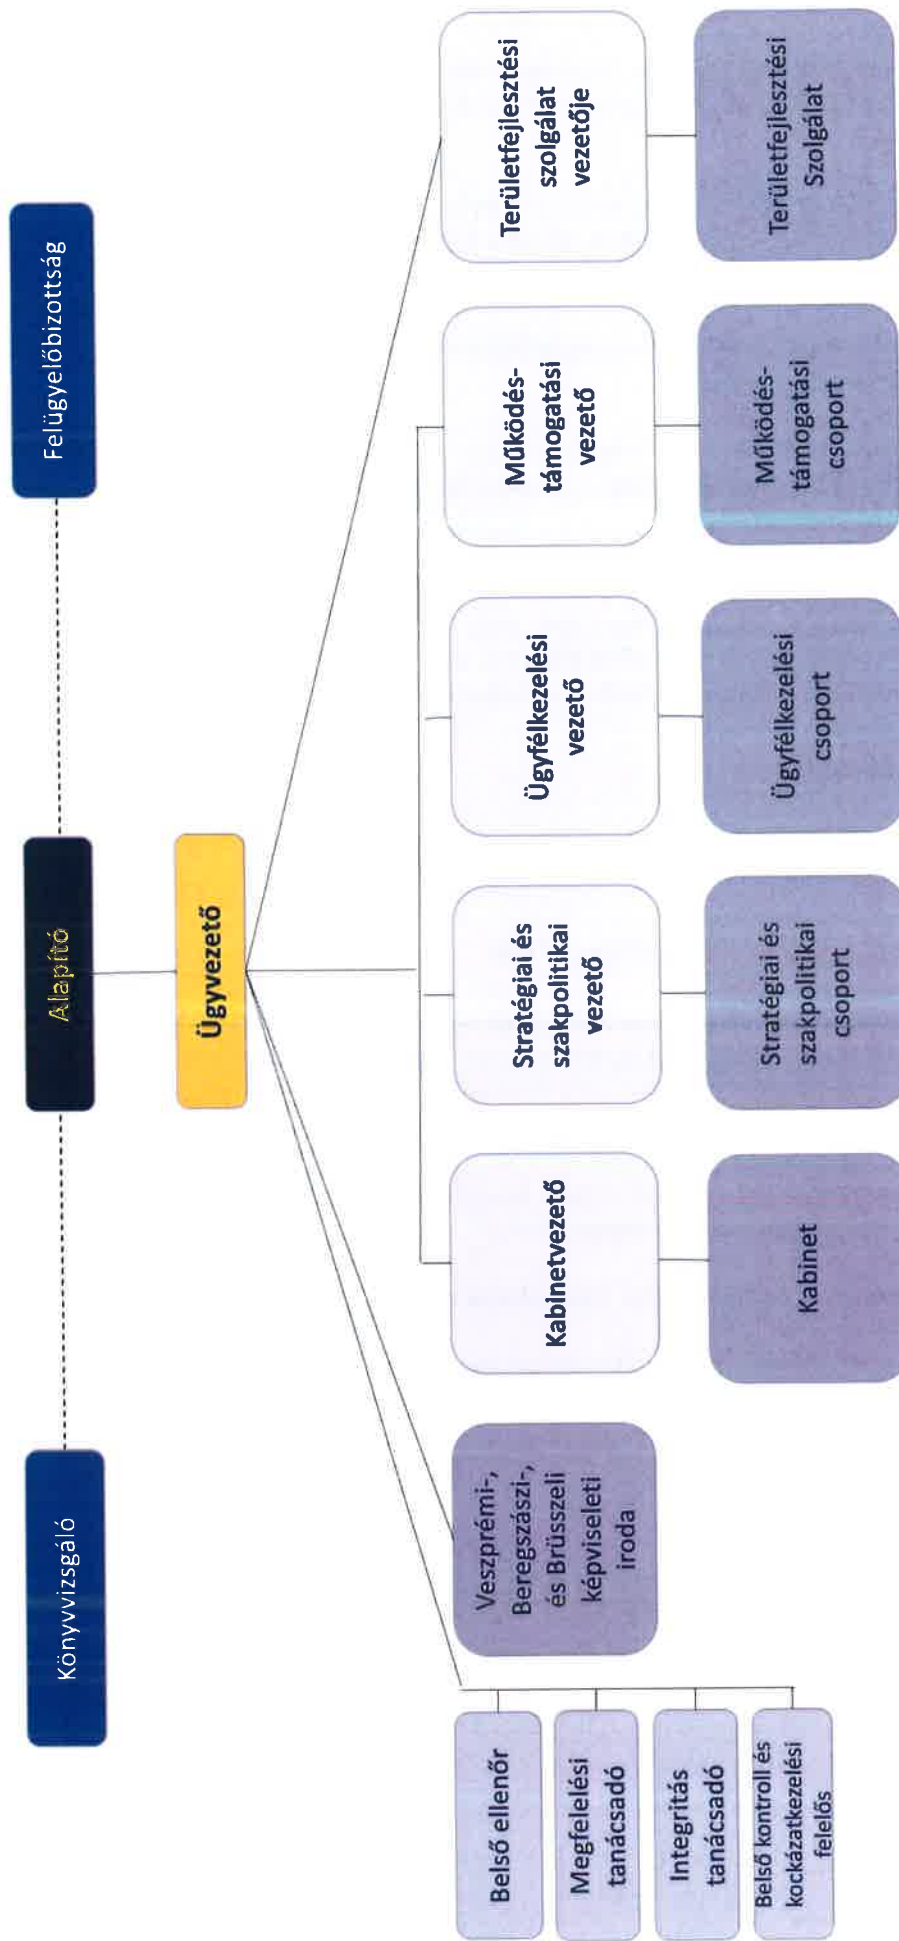 Könyvvizsgáló
Alapító
Felügyelőbizottság
Ügyvezető
Belső ellenőr
Megfelelési
tanácsadó
Integritás
tanácsadó
Belső kontroll és
kockázatkezelési
felelős
Veszprémi-,
Beregszászi-,
és Brüsszeli
képviseleti
iroda
Kabinetvezető
Stratégiai és
szakpolitikai
vezető
Ügyfélkezelési
vezető
Működés-
támogatási
vezető
Területfejlesztési
szolgálat
vezetője
Kabinet
Stratégiai és
szakpolitikai
csoport
Ügyfélkezelési
csoport
Működés-
támogatási
csoport
Területfejlesztési
Szolgálat